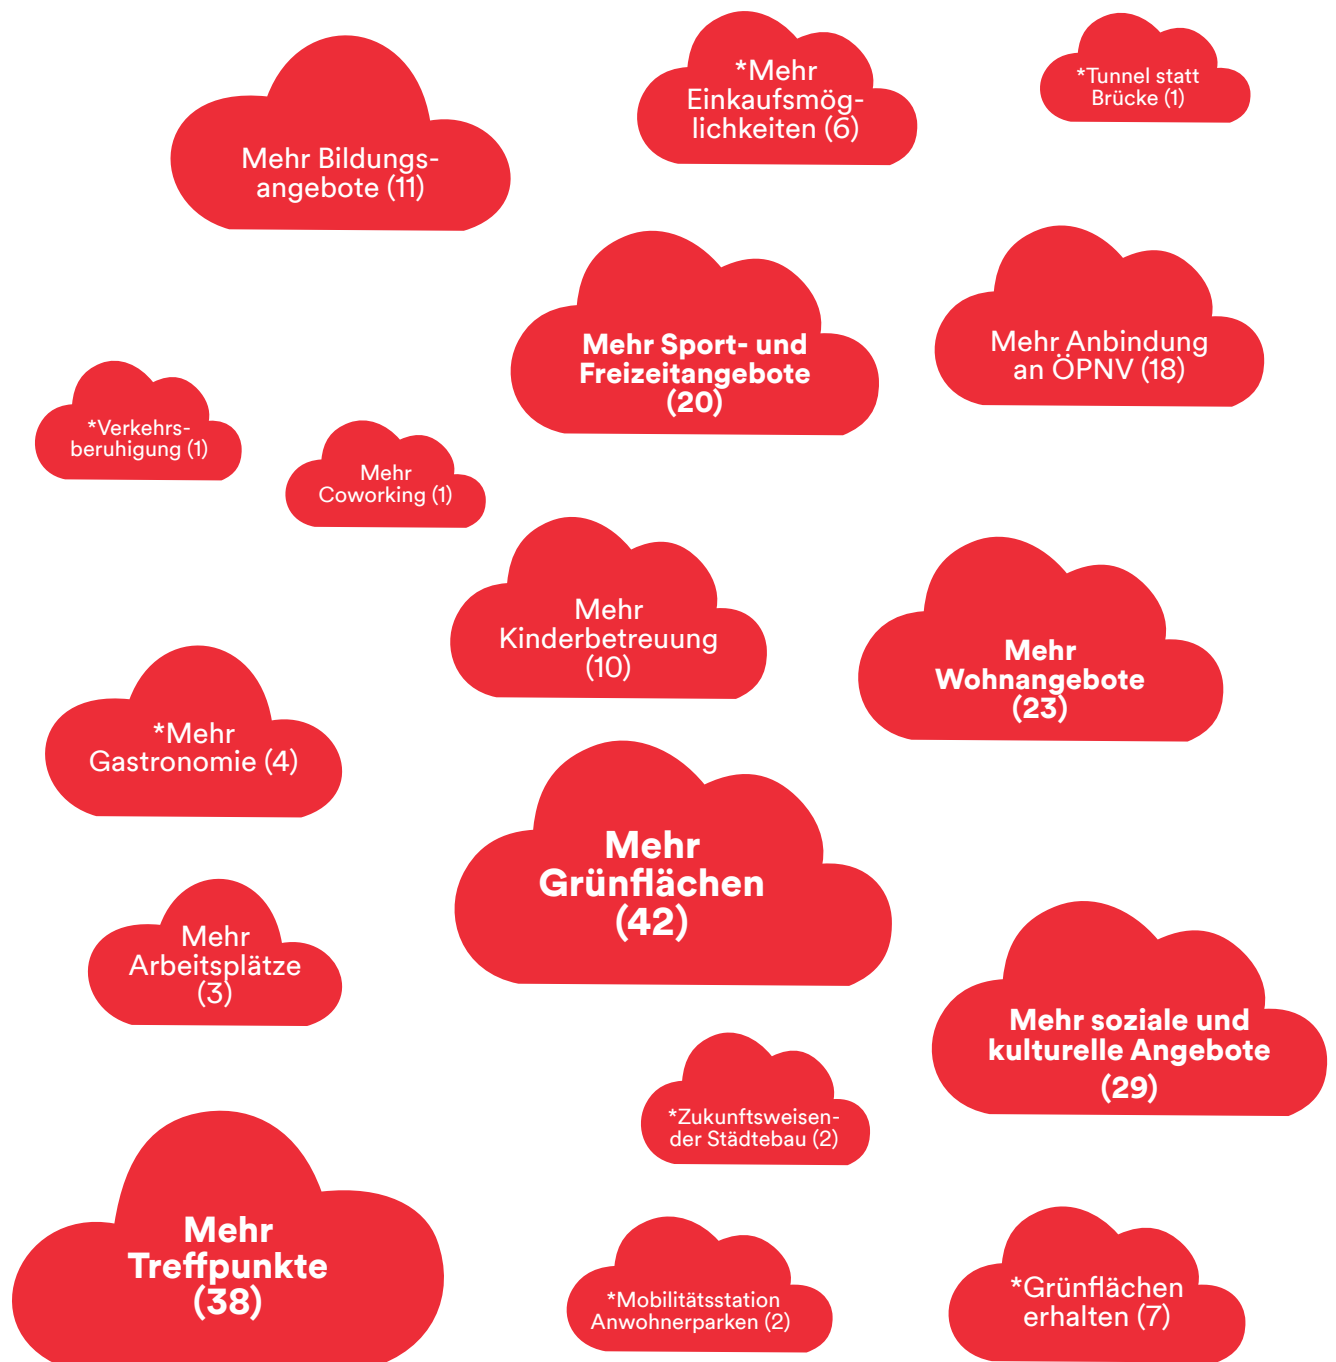 Mehr Bildungs-
angebote (11)
*Mehr
Einkaufsmög-
lichkeiten (6)
*Tunnel statt
Brücke (1)
Mehr Sport- und
Freizeitangebote
(20)
Mehr Anbindung
an ÖPNV (18)
*Verkehrs-
beruhigung (1)
Mehr
Coworking (1)
Mehr
Kinderbetreuung
(10)
Mehr
Wohnangebote
(23)
*Mehr
Gastronomie (4)
Mehr
Grünflächen
(42)
Mehr
Arbeitsplätze
(3)
Mehr soziale und
kulturelle Angebote
(29)
*Zukunftsweisen-
der Städtebau (2)
Mehr
Treffpunkte
(38)
*Mobilitätsstation
Anwohnerparken (2)
*Grünflächen
erhalten (7)